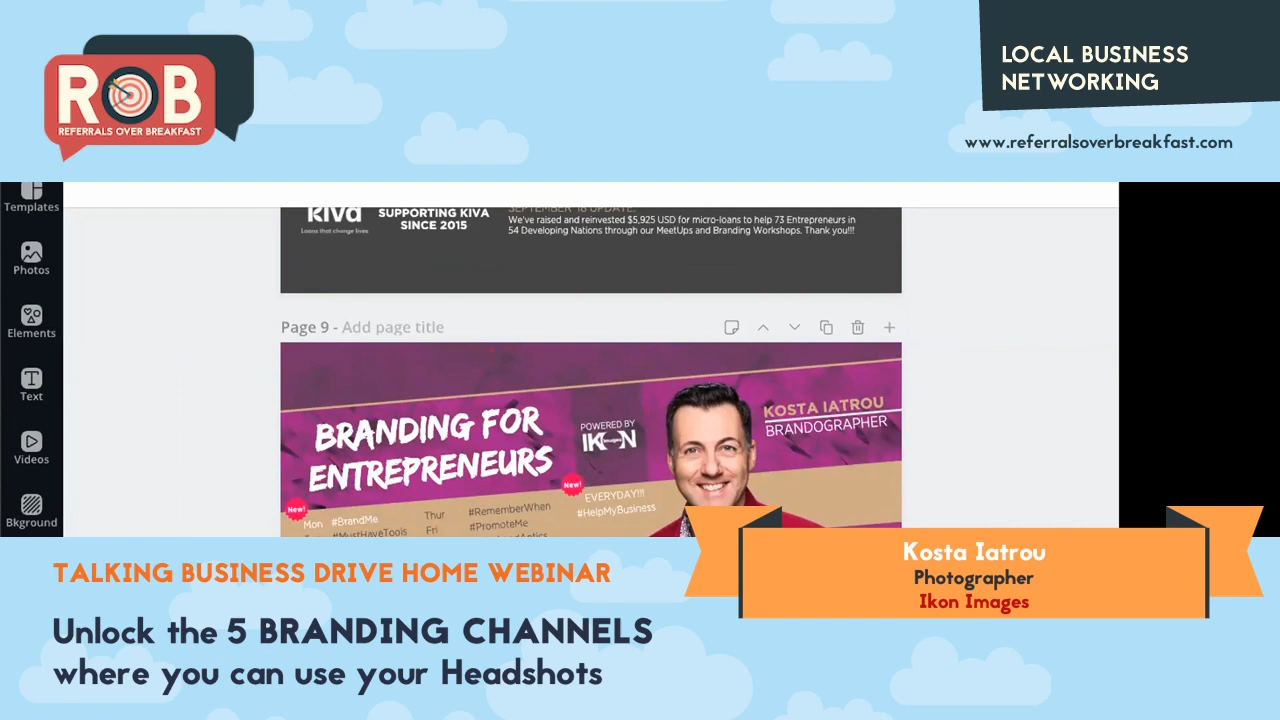 ROB
REFERRALS OVER BREAKFAST
LOCAL BUSINESS
NETWORKING
www.referralsoverbreakfast.com
Templates
Photos
Elements
Text
Videos
Bkground
kiva
Loans that change lives
SUPPORTING KIVA
SINCE 2015
SEPTEMBER '18 UPDATE:
We've raised and reinvested $5,925 USD for micro-loans to help 73 Entrepreneurs in
54 Developing Nations through our MeetUps and Branding Workshops. Thank you!!!
Page 9 - Add page title
BRANDING FOR
ENTREPRENEURS
POWERED BY
IKON
KOSTA IATROU
BRANDOGRAPHER
New!
Mon #BrandMe
#MustHaveTools
Thur #RememberWhen
Fri #PromoteMe
New!
EVERYDAY!!!
#HelpMyBusiness
Kosta Iatrou
Photographer
Ikon Images
TALKING BUSINESS DRIVE HOME WEBINAR
Unlock the 5 BRANDING CHANNELS
where you can use your Headshots